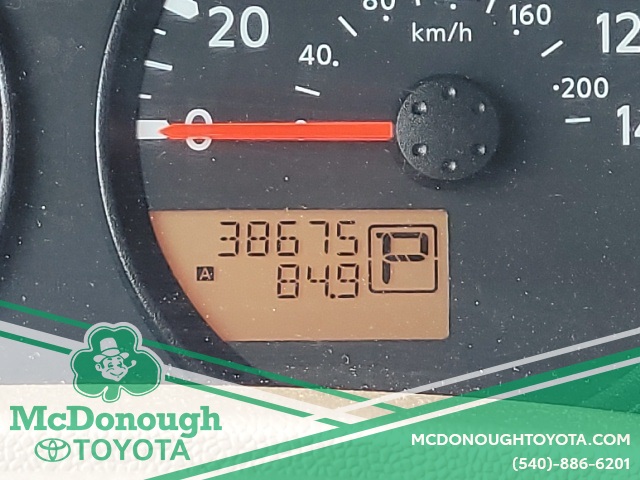 20
80
160
12
km/h
40.
·200
0
14
38675
A
84.9
P
McDonough
TOYOTA
MCDONOUGHTOYOTA.COM
(540)-886-6201